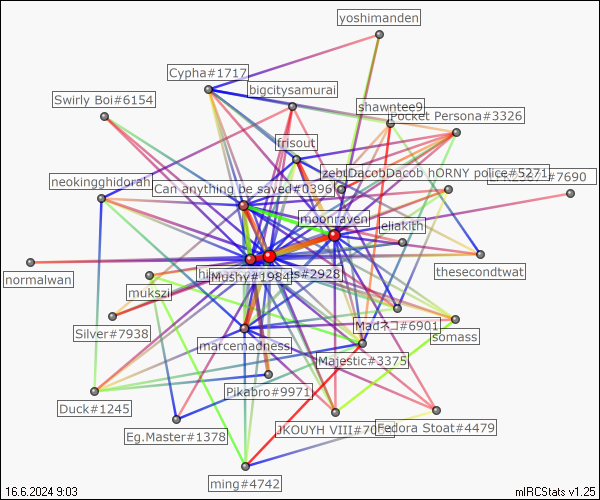 yoshimanden
Cypha#1717
bigcitysamurai
Swirly Boi#6154
shawntee9
Pocket Persona#3326
frisout
zebt
DacobDacob hORNY police#5271
#7690
neokingghidorah
Can anything be saved#0396
moonraven
eliakith
normalwan
Mushy#1984
ts#2928
thesecondtwat
mukszi
Silver#7938
Madネコ#6901
somass
marcemadness
Majestic#3375
Pikabro#9971
Duck#1245
Eg.Master#1378
JKOUYH VIII#70
Fedora Stoat#4479
ming#4742
16.6.2024 9:03
mIRCStats v1.25